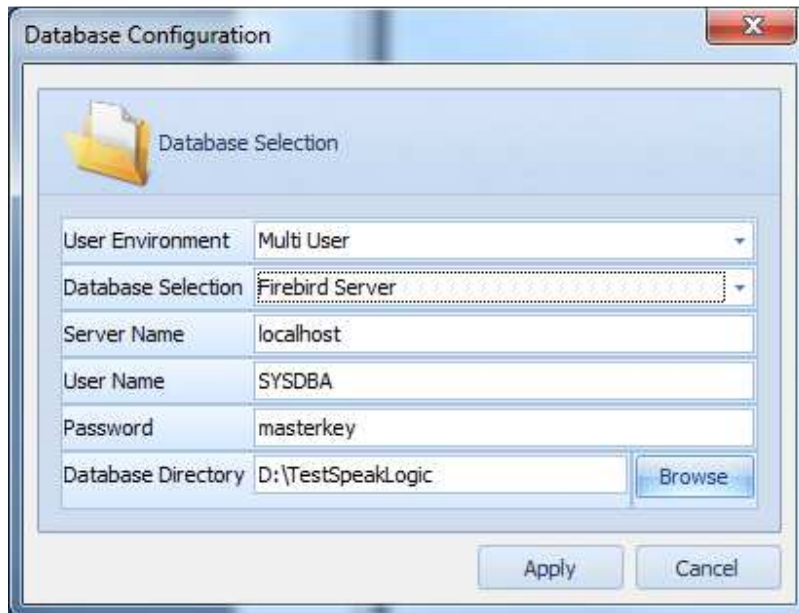 Database Configuration
Database Selection
User Environment Multi User
Database Selection Firebird Server
Server Name localhost
User Name SYSDBA
Password masterkey
Database Directory D:\TestSpeakLogic Browse
Apply Cancel